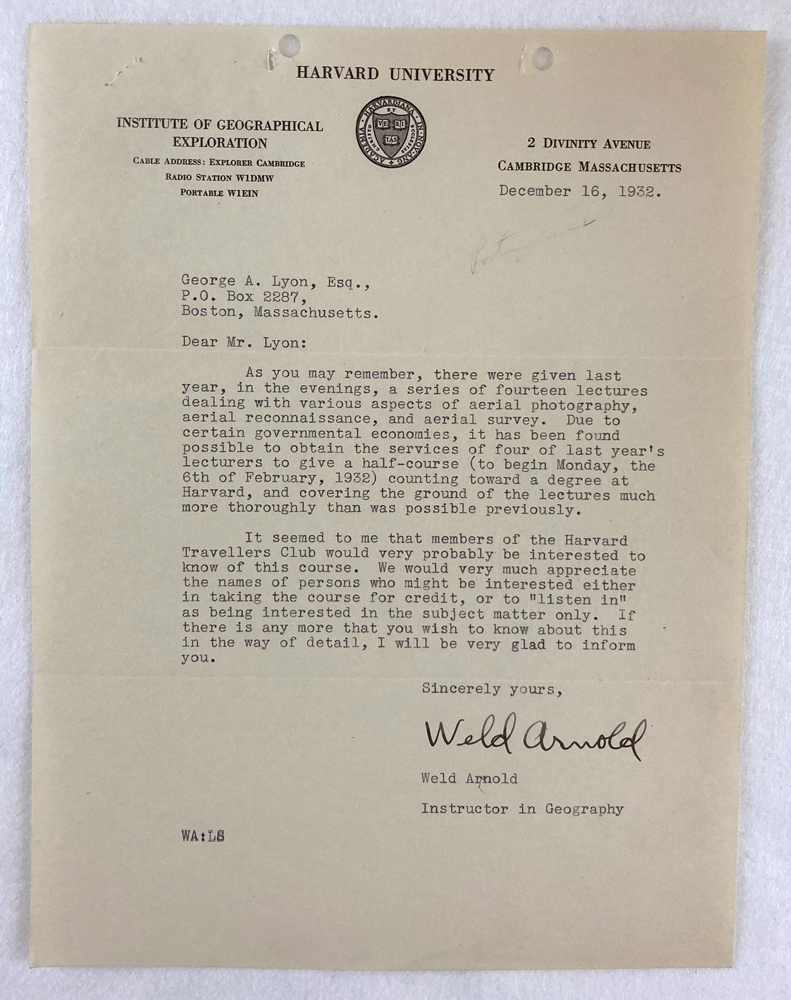 HARVARD UNIVERSITY
INSTITUTE OF GEOGRAPHICAL
EXPLORATION
CABLE ADDRESS: EXPLORER CAMBRIDGE
RADIO STATION W1DMW
PORTABLE W1EIN
VE RI
TAS
2 DIVINITY AVENUE
CAMBRIDGE MASSACHUSETTS
December 16, 1932.
George A. Lyon, Esq.,
P.O. Box 2287,
Boston, Massachusetts.
Dear Mr. Lyon:
As you may remember, there were given last
year, in the evenings, a series of fourteen lectures
dealing with various aspects of aerial photography,
aerial reconnaissance, and aerial survey. Due to
certain governmental economies, it has been found
possible to obtain the services of four of last year's
lecturers to give a half-course (to begin Monday, the
6th of February, 1932) counting toward a degree at
Harvard, and covering the ground of the lectures much
more thoroughly than was possible previously.
It seemed to me that members of the Harvard
Travellers Club would very probably be interested to
know of this course. We would very much appreciate
the names of persons who might be interested either
in taking the course for credit, or to "listen in"
as being interested in the subject matter only. If
there is any more that you wish to know about this
in the way of detail, I will be very glad to inform
you.
Sincerely yours,
Weld Arnold
Weld Arnold
Instructor in Geography
WA:LS